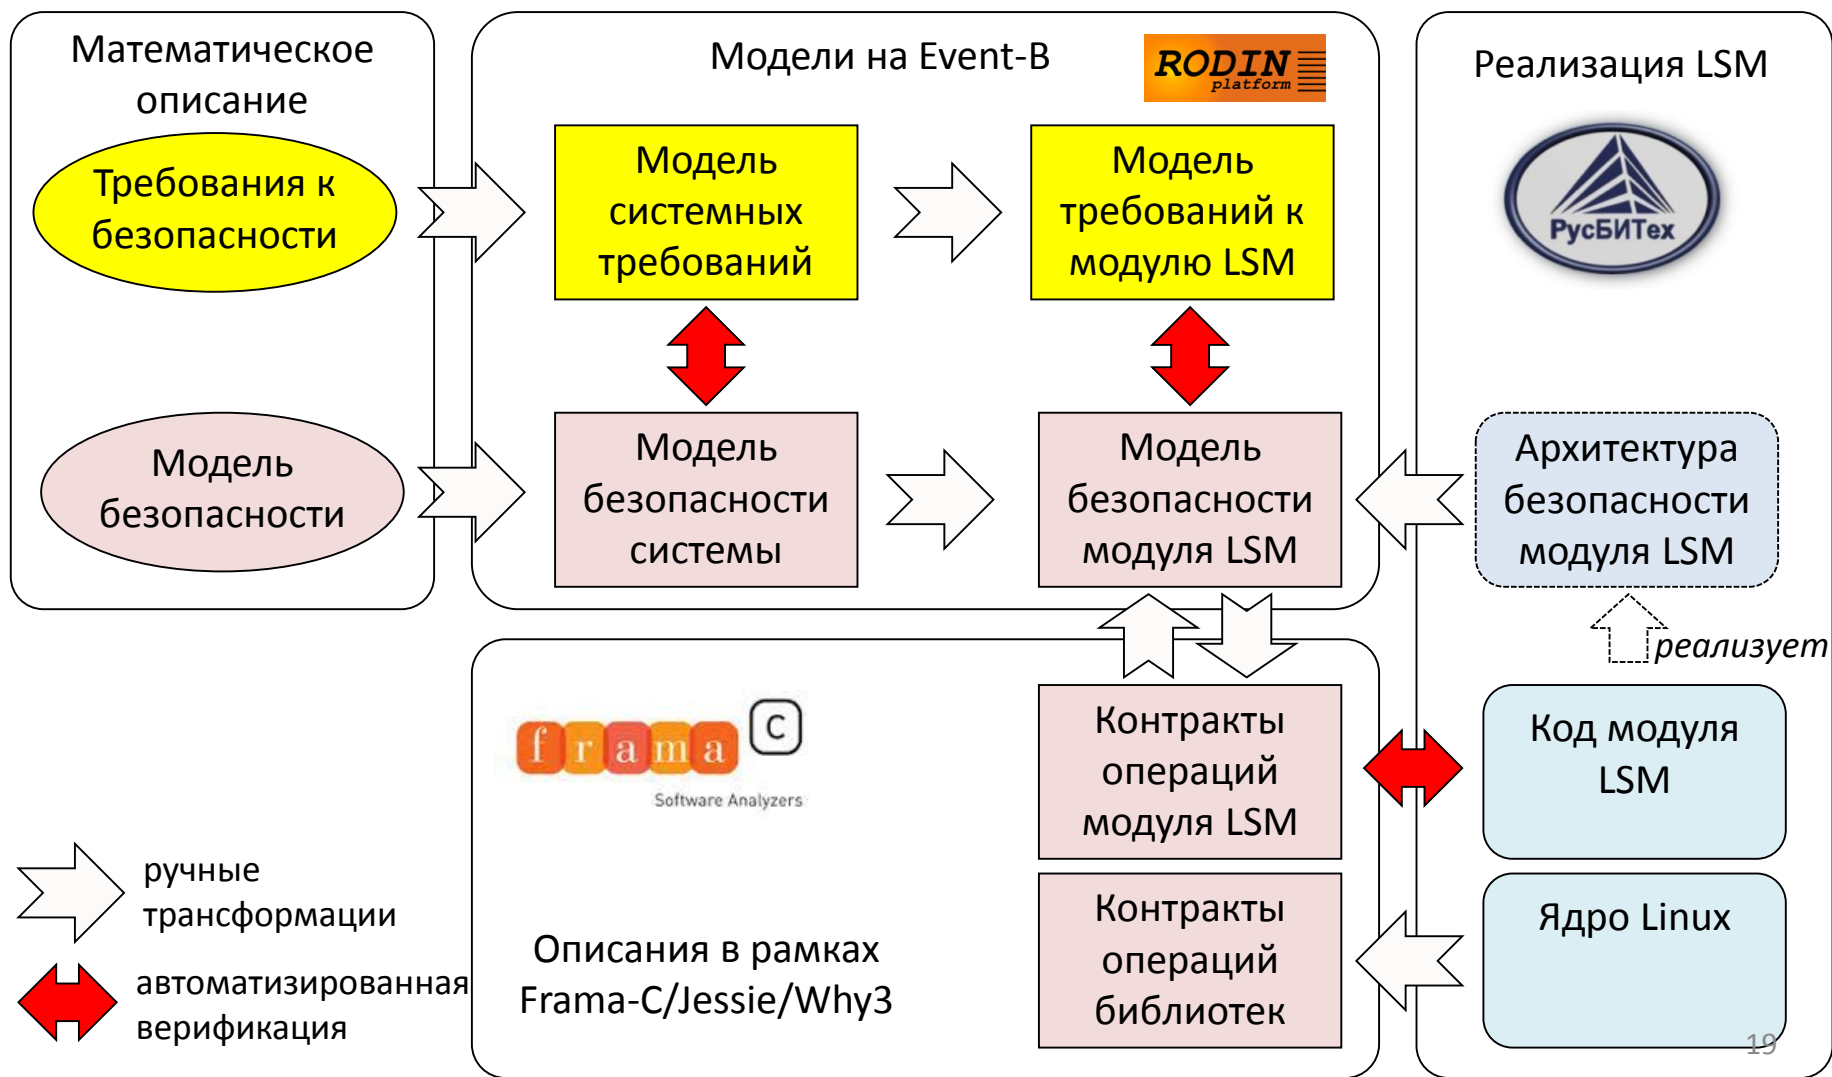 Математическое
описание
Требования к
безопасности
Модель
безопасности
Модели на Event-B
RODIN
platform
Модель
системных
требований
Модель
требований к
модулю LSM
Модель
безопасности
системы
Модель
безопасности
модуля LSM
Реализация LSM
РусБИТех
Архитектура
безопасности
модуля LSM
реализует
Код модуля
LSM
Ядро Linux
frama C
Software Analyzers
Описания в рамках
Frama-C/Jessie/Why3
Контракты
операций
модуля LSM
Контракты
операций
библиотек
ручные
трансформации
автоматизированная
верификация
19